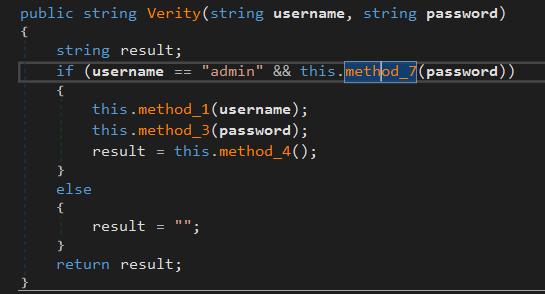 public string Verity(string username, string password)
{
string result;
if (username == "admin" && this.method_7(password))
{
this.method_1(username);
this.method_3(password);
result = this.method_4();
}
else
{
result = "";
}
return result;
}